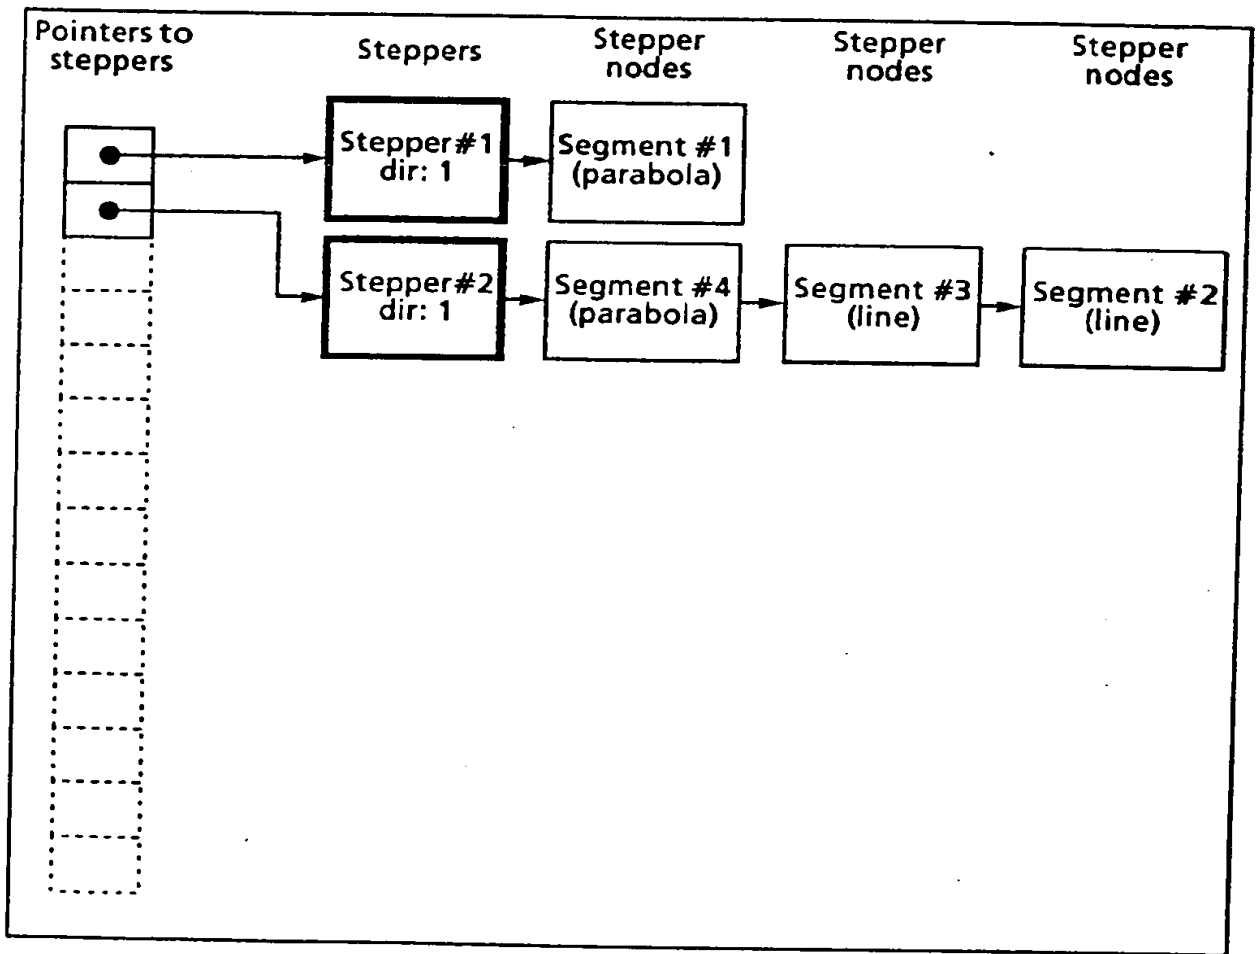 Pointers to
steppers
Steppers
Stepper
nodes
Stepper
nodes
Stepper
nodes
Stepper#1
dir: 1
Segment #1
(parabola)
Stepper#2
dir: 1
Segment #4
(parabola)
Segment #3
(line)
Segment #2
(line)